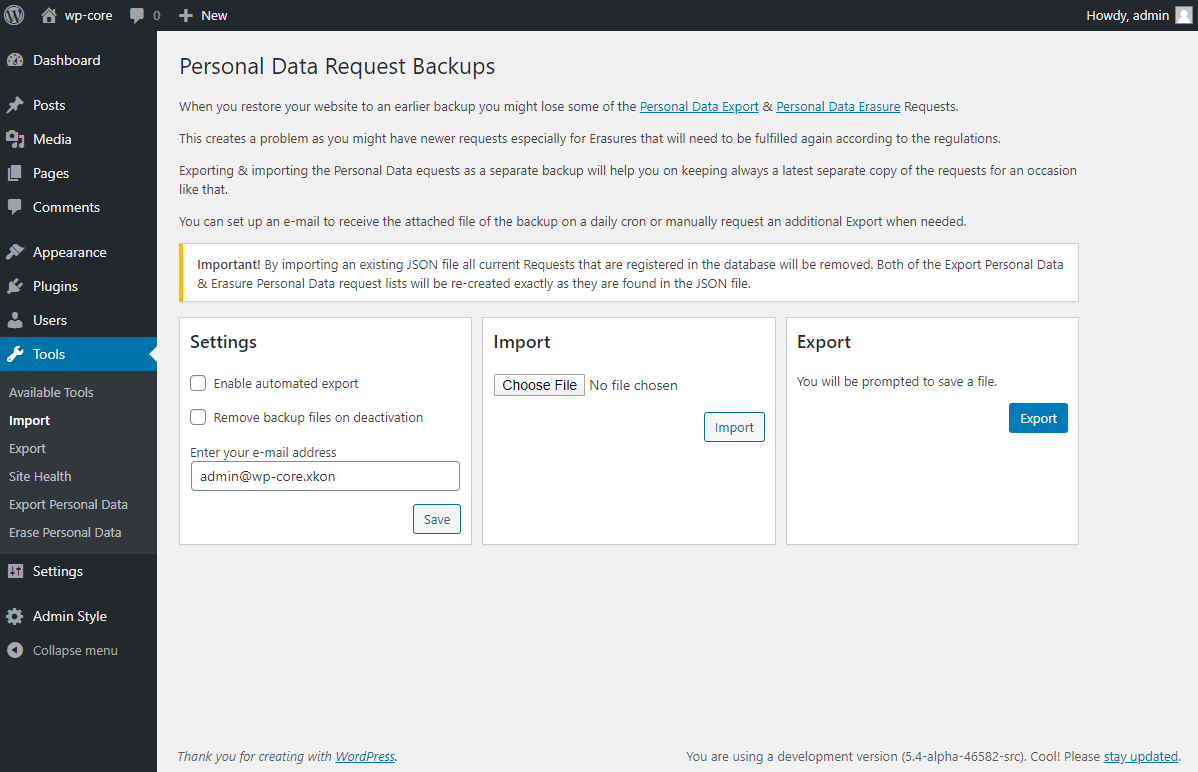 wp-core 0 New Howdy, admin
Dashboard
Posts
Media
Pages
Comments
Appearance
Plugins
Users
Tools
Available Tools
Import
Export
Site Health
Export Personal Data
Erase Personal Data
Settings
Admin Style
Collapse menu
Personal Data Request Backups
When you restore your website to an earlier backup you might lose some of the Personal Data Export & Personal Data Erasure Requests.
This creates a problem as you might have newer requests especially for Erasures that will need to be fulfilled again according to the regulations.
Exporting & importing the Personal Data equests as a separate backup will help you on keeping always a latest separate copy of the requests for an occasion
like that.
You can set up an e-mail to receive the attached file of the backup on a daily cron or manually request an additional Export when needed.
Important! By importing an existing JSON file all current Requests that are registered in the database will be removed. Both of the Export Personal Data
& Erasure Personal Data request lists will be re-created exactly as they are found in the JSON file.
Settings
Enable automated export
Remove backup files on deactivation
Enter your e-mail address
admin@wp-core.xkon
Save
Import
Choose File No file chosen
Import
Export
You will be prompted to save a file.
Export
Thank you for creating with WordPress.
You are using a development version (5.4-alpha-46582-src). Cool! Please stay updated.